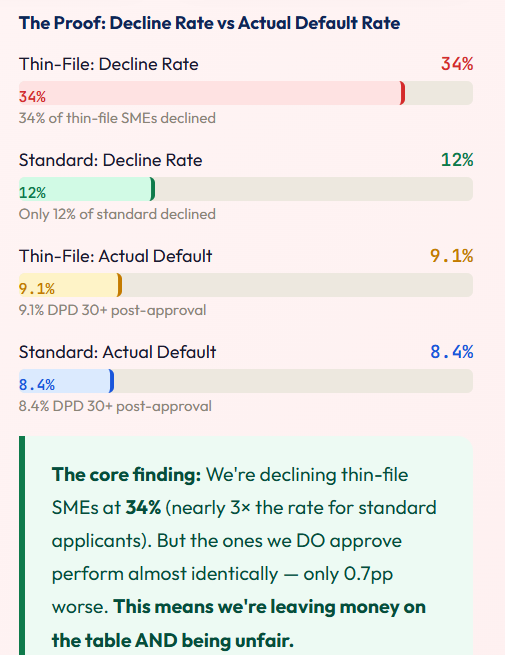 The Proof: Decline Rate vs Actual Default Rate
Thin-File: Decline Rate 34%
34%
34% of thin-file SMEs declined
Standard: Decline Rate 12%
12%
Only 12% of standard declined
Thin-File: Actual Default 9.1%
9.1%
9.1% DPD 30+ post-approval
Standard: Actual Default 8.4%
8.4%
8.4% DPD 30+ post-approval
The core finding: We're declining thin-file
SMEs at 34% (nearly 3× the rate for standard
applicants). But the ones we DO approve
perform almost identically — only 0.7pp
worse. This means we're leaving money on
the table AND being unfair.